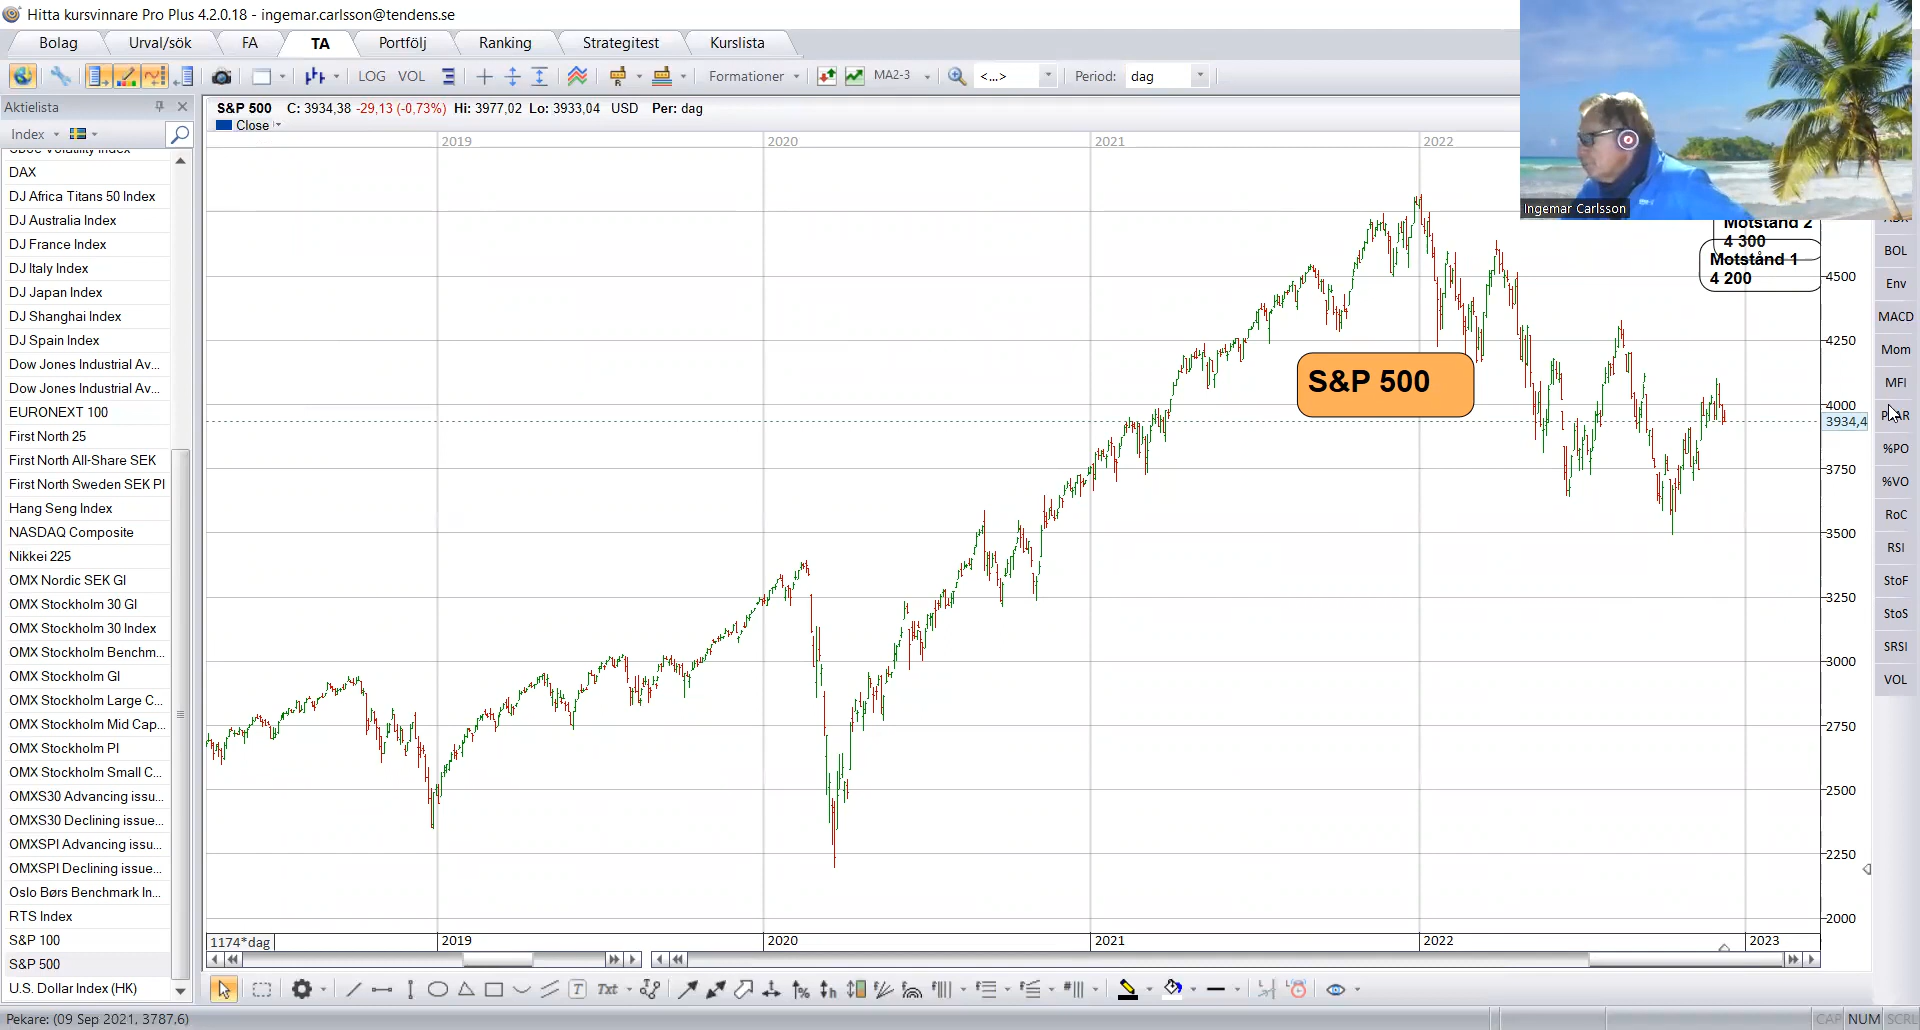 Hitta kursvinnare Pro Plus 4.2.0.18 - ingemar.carlsson@tendens.se
Bolag Urval/sök FA TA Portfölj Ranking Strategitest Kurslista
LOG VOL Formationer MA2-3 <...> Period: dag
Aktielista
Index
Cboe Volatility Index
DAX
DJ Africa Titans 50 Index
DJ Australia Index
DJ France Index
DJ Italy Index
DJ Japan Index
DJ Shanghai Index
DJ Spain Index
Dow Jones Industrial Av...
Dow Jones Industrial Av...
EURONEXT 100
First North 25
First North All-Share SEK
First North Sweden SEK PI
Hang Seng Index
NASDAQ Composite
Nikkei 225
OMX Nordic SEK GI
OMX Stockholm 30 GI
OMX Stockholm 30 Index
OMX Stockholm Benchm...
OMX Stockholm GI
OMX Stockholm Large C...
OMX Stockholm Mid Cap...
OMX Stockholm PI
OMX Stockholm Small C...
OMXS30 Advancing issu...
OMXS30 Declining issue...
OMXSPI Advancing issu...
OMXSPI Declining issue...
Oslo Børs Benchmark In...
RTS Index
S&P 100
S&P 500
U.S. Dollar Index (HK)
S&P 500 C: 3934,38 -29,13 (-0,73%) Hi: 3977,02 Lo: 3933,04 USD Per: dag
Close
2019 2020 2021 2022
Ingemar Carlsson
Motstånd 2
4 300
Motstånd 1
4 200
S&P 500
4500
4250
4000
3934,4
3750
3500
3250
3000
2750
2500
2250
2000
BOL
Env
MACD
Mom
MFI
%PO
%VO
RoC
RSI
StoF
StoS
SRSI
VOL
1174*dag 2019 2020 2021 2022 2023
T Txt
Pekare: (09 Sep 2021, 3787,6)
CAP NUM SCRL